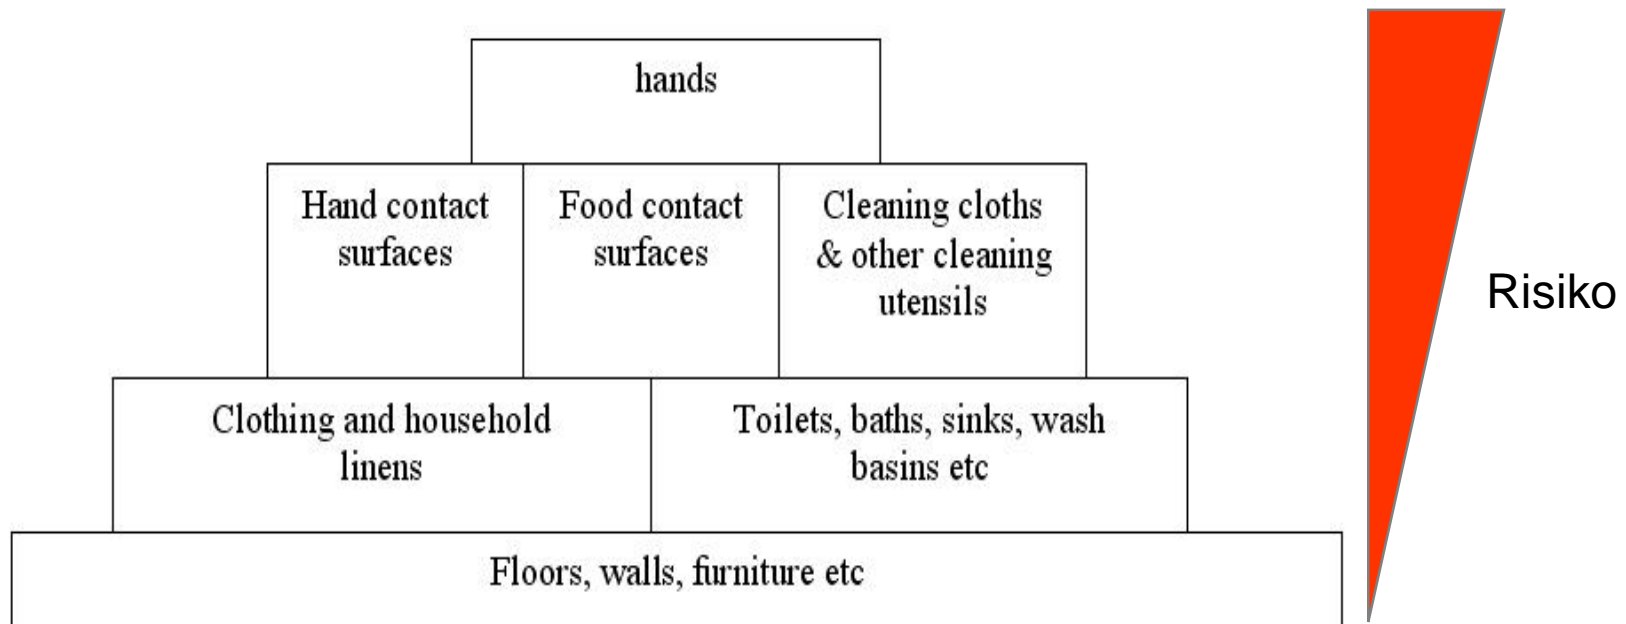 hands
Hand contact
surfaces
Food contact
surfaces
Cleaning cloths
& other cleaning
utensils
Risiko
Clothing and household
linens
Toilets, baths, sinks, wash
basins etc
Floors, walls, furniture etc